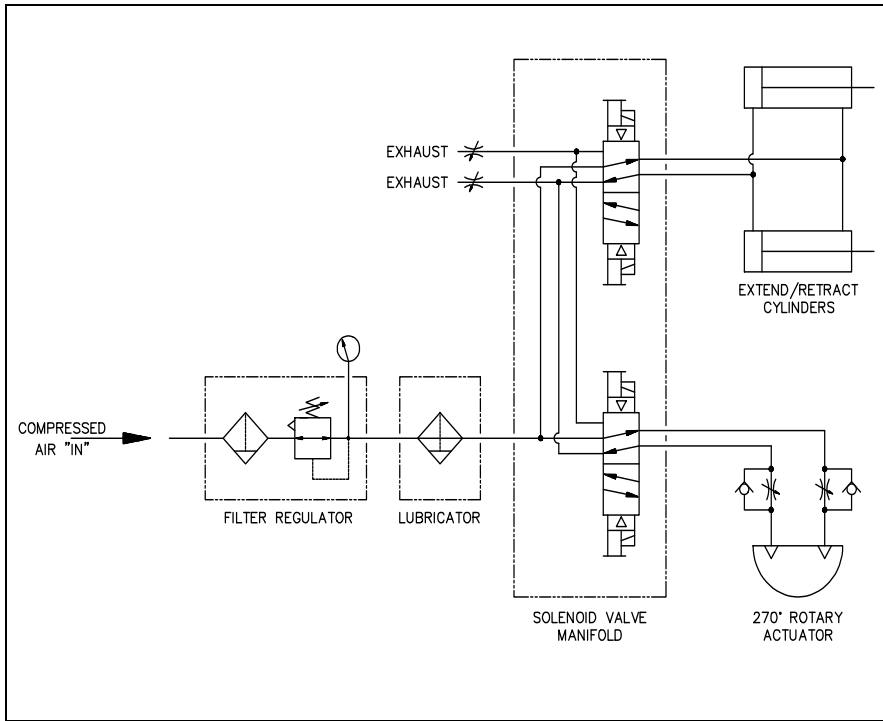 EXHAUST
EXHAUST
EXTEND/RETRACT
CYLINDERS
COMPRESSED
AIR "IN"
FILTER REGULATOR
LUBRICATOR
SOLENOID VALVE
MANIFOLD
270° ROTARY
ACTUATOR